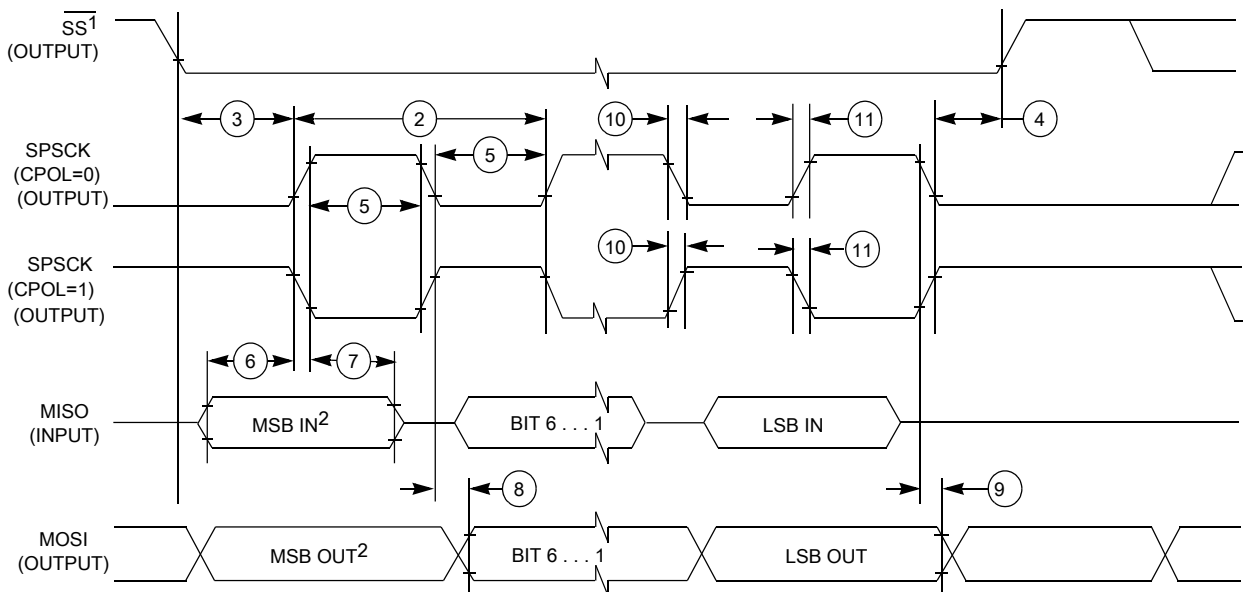 SS1
(OUTPUT)
3
2
10
11
4
SPSCK
(CPOL=0)
(OUTPUT)
5
5
SPSCK
(CPOL=1)
(OUTPUT)
10
11
6
7
MISO
(INPUT)
MSB IN2
BIT 6 . . . 1
LSB IN
8
9
MOSI
(OUTPUT)
MSB OUT2
BIT 6 . . . 1
LSB OUT